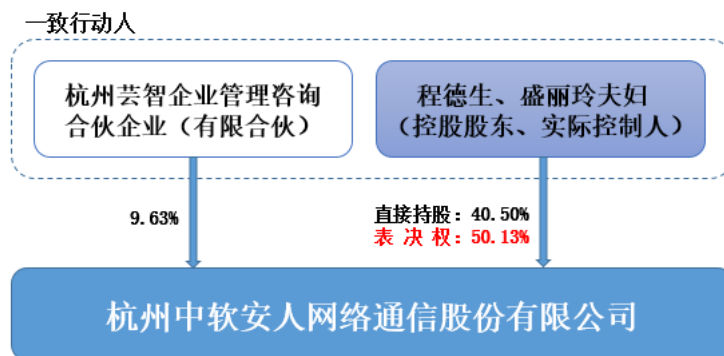 一致行动人
杭州芸智企业管理咨询
合伙企业（有限合伙）
程德生、盛丽玲夫妇
（控股股东、实际控制人）
9.63%
直接持股：40.50%
表 决 权：50.13%
杭州中软安人网络通信股份有限公司